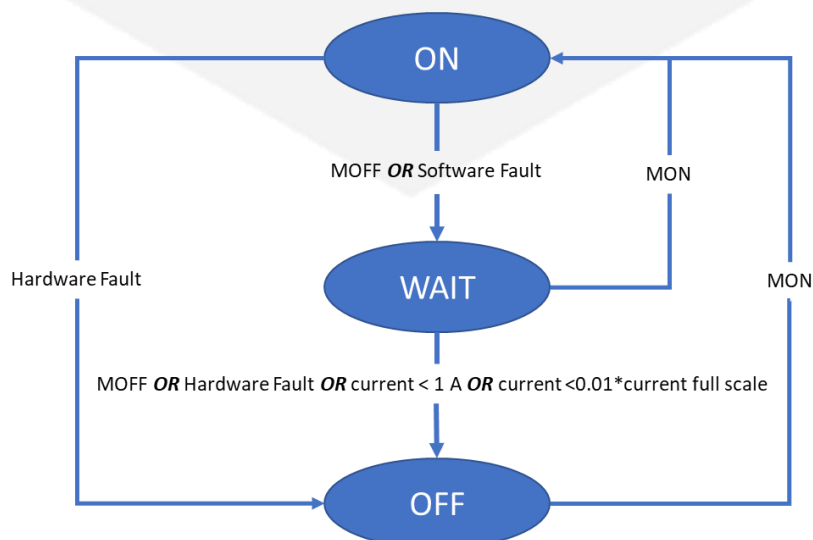 ON
MOFF OR Software Fault
MON
Hardware Fault
WAIT
MON
MOFF OR Hardware Fault OR current < 1 A OR current <0.01*current full scale
OFF